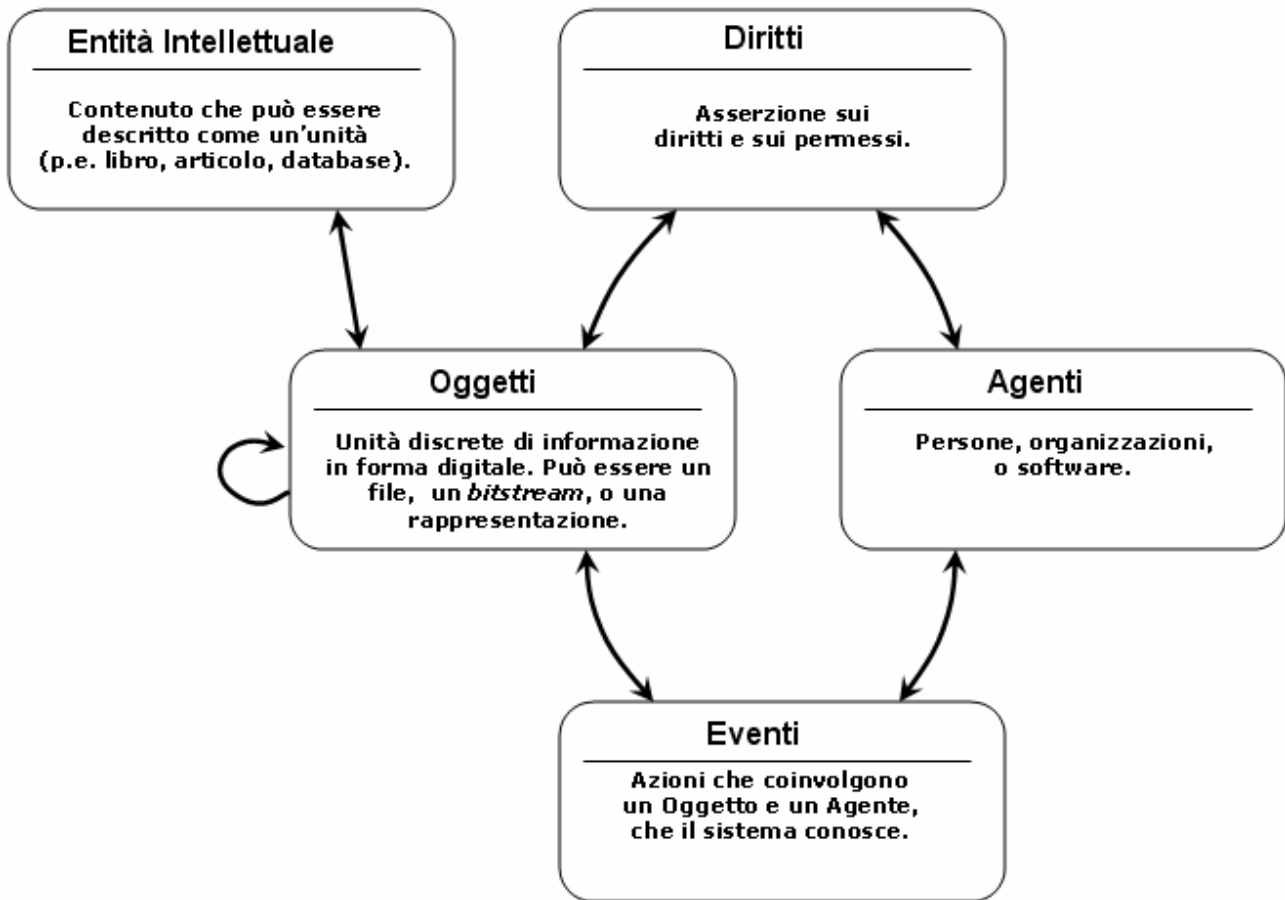 Entità Intellettuale
Contenuto che può essere
descritto come un'unità
(p.e. libro, articolo, database).
Diritti
Asserzione sui
diritti e sui permessi.
Oggetti
Unità discrete di informazione
in forma digitale. Può essere un
file, un bitstream, o una
rappresentazione.
Agenti
Persone, organizzazioni,
o software.
Eventi
Azioni che coinvolgono
un Oggetto e un Agente,
che il sistema conosce.